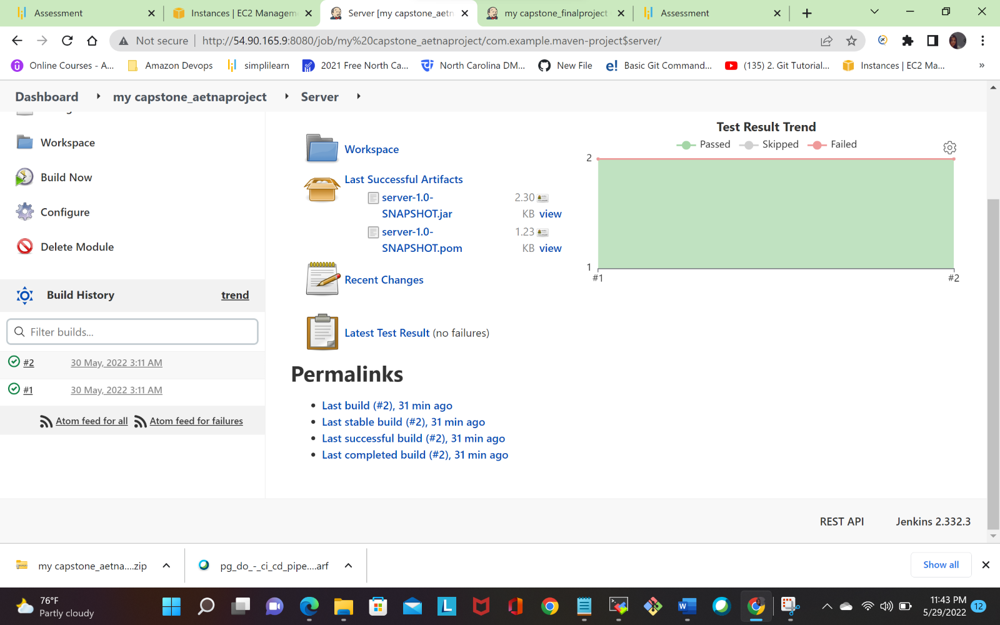 Assessment
Instances | EC2 Managem
Server [my capstone_aetn
my capstone_finalproject
Assessment
Not secure
http://54.90.165.9:8080/job/my%20capstone_aetnaproject/com.example.maven-project$server/
Online Courses - A...
Amazon Devops
simplilearn
2021 Free North Ca...
North Carolina DM...
New File
Basic Git Command...
(135) 2. Git Tutorial...
Instances | EC2 Ma...
»
Dashboard
my capstone_aetnaproject
Server
Workspace
Build Now
Configure
Delete Module
Build History
trend
Filter builds...
#2
30 May, 2022 3:11 AM
#1
30 May, 2022 3:11 AM
Atom feed for all
Atom feed for failures
Workspace
Last Successful Artifacts
server-1.0-
SNAPSHOT.jar
2.30
KB view
server-1.0-
SNAPSHOT.pom
1.23
KB view
Recent Changes
Latest Test Result (no failures)
Permalinks
Last build (#2), 31 min ago
Last stable build (#2), 31 min ago
Last successful build (#2), 31 min ago
Last completed build (#2), 31 min ago
Test Result Trend
Passed
Skipped
Failed
2
1
#1
#2
REST API
Jenkins 2.332.3
my capstone_aetna....zip
pg_do_-_ci_cd_pipe....arf
Show all
76°F
Partly cloudy
11:43 PM
5/29/2022
12